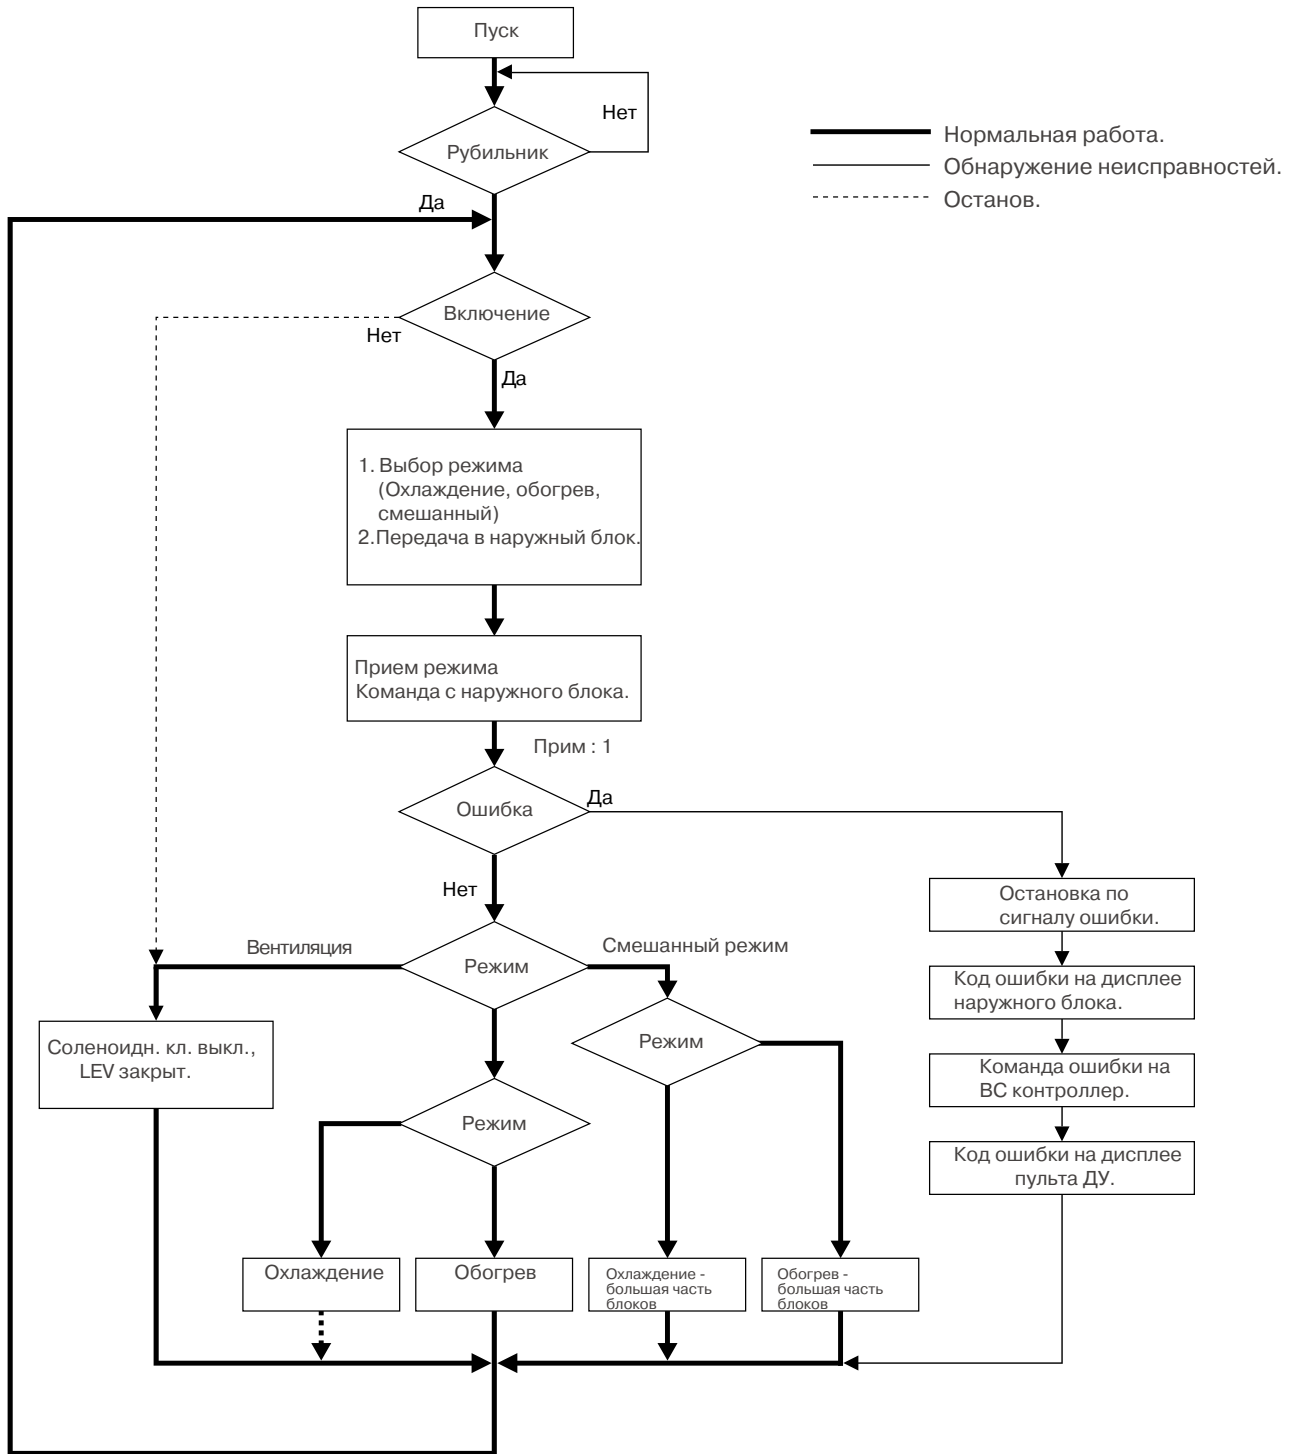 Пуск
Нет
Рубильник
Да
Нормальная работа.
Обнаружение неисправностей.
Останов.
Включение
Нет
Да
1. Выбор режима
(Охлаждение, обогрев,
смешанный)
2.Передача в наружный блок.
Прием режима
Команда с наружного блока.
Прим : 1
Ошибка
Да
Нет
Остановка по
сигналу ошибки.
Вентиляция
Режим
Смешанный режим
Код ошибки на дисплее
наружного блока.
Соленоидн. кл. выкл.,
LEV закрыт.
Режим
Команда ошибки на
BC контроллер.
Режим
Код ошибки на дисплее
пульта ДУ.
Охлаждение
Обогрев
Охлаждение -
большая часть
блоков
Обогрев -
большая часть
блоков